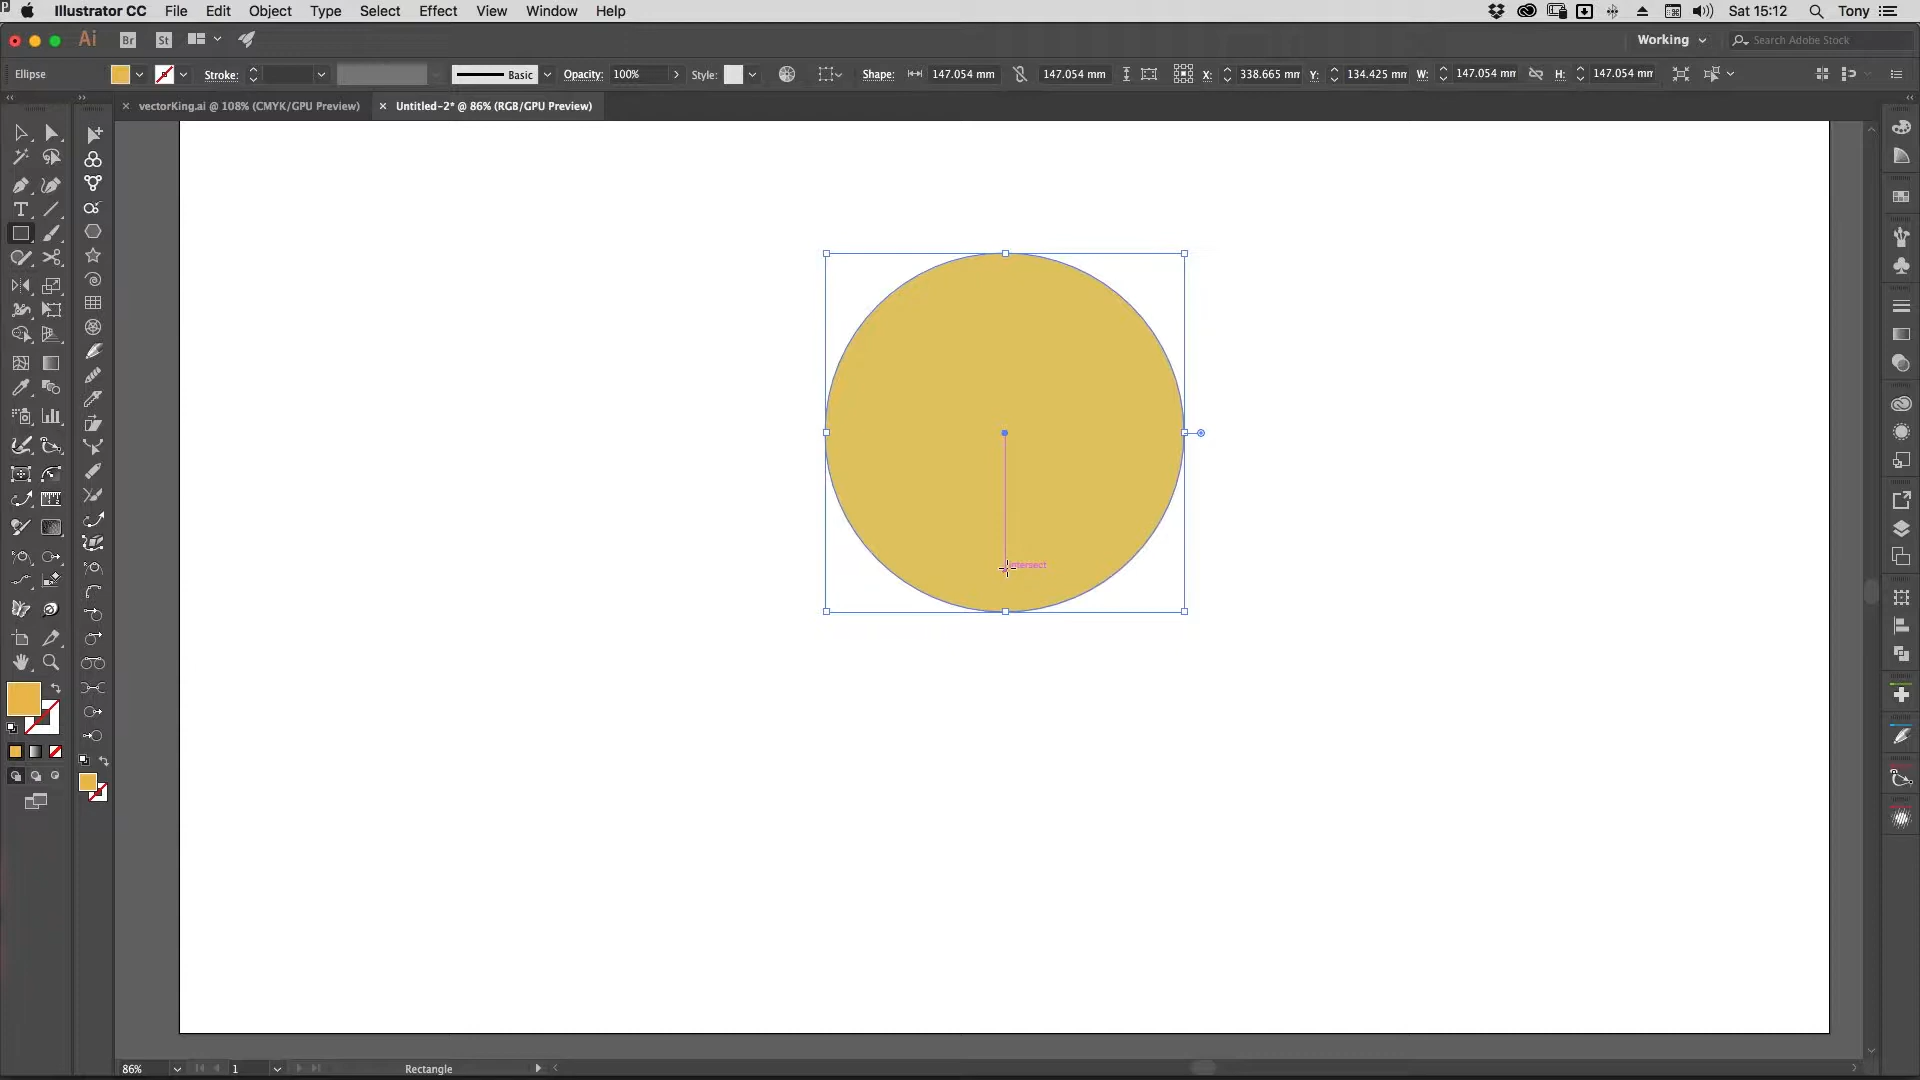 Illustrator CC File Edit Object Type Select Effect View Window Help Sat 15:12 Tony
Ai Br St Working Search Adobe Stock
Ellipse Stroke: Basic Opacity: 100% Style: Shape: 147.054 mm 147.054 mm X: 338.665 mm Y: 134.425 mm W: 147.054 mm H: 147.054 mm
× vectorKing.ai @ 108% (CMYK/GPU Preview) × Untitled-2* @ 86% (RGB/GPU Preview)
intersect
86% 1 Rectangle